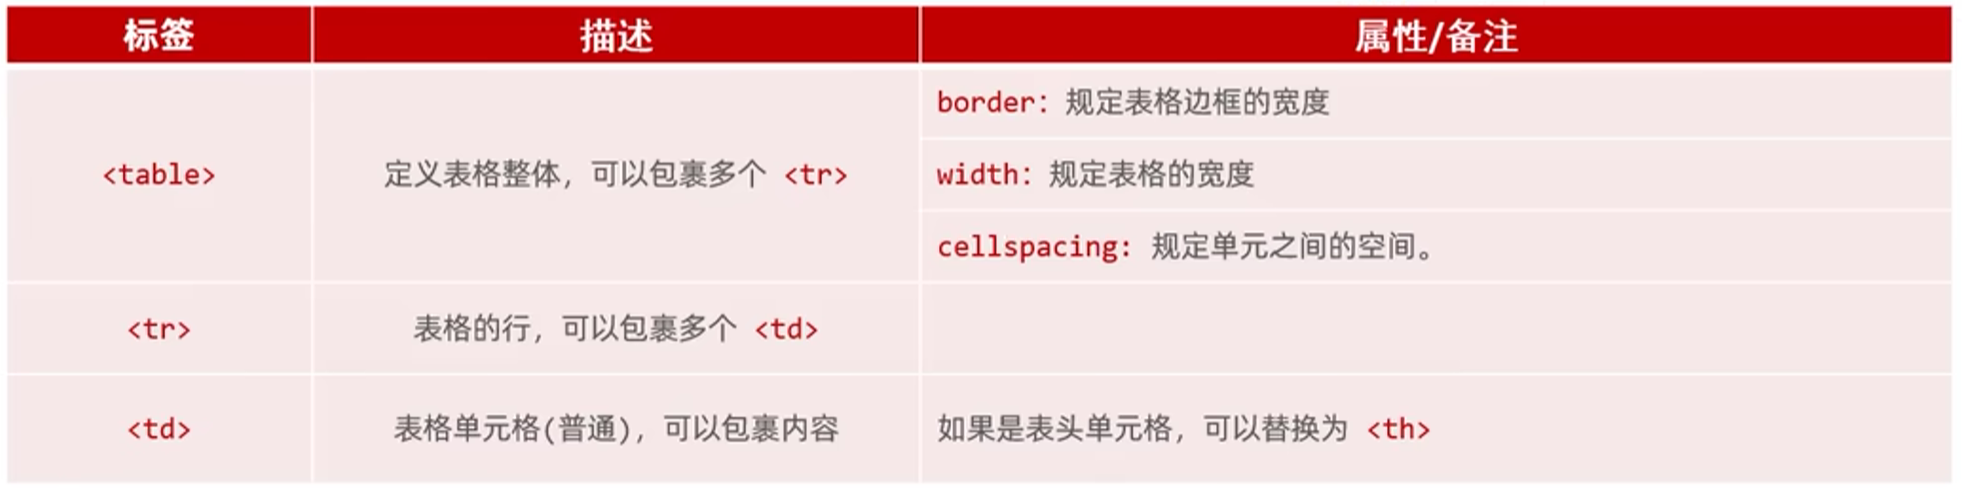 标签 描述 属性/备注
border: 规定表格边框的宽度
<table> 定义表格整体，可以包裹多个 <tr> width: 规定表格的宽度
cellspacing: 规定单元之间的空间。
<tr> 表格的行，可以包裹多个 <td>
<td> 表格单元格(普通)，可以包裹内容 如果是表头单元格，可以替换为 <th>